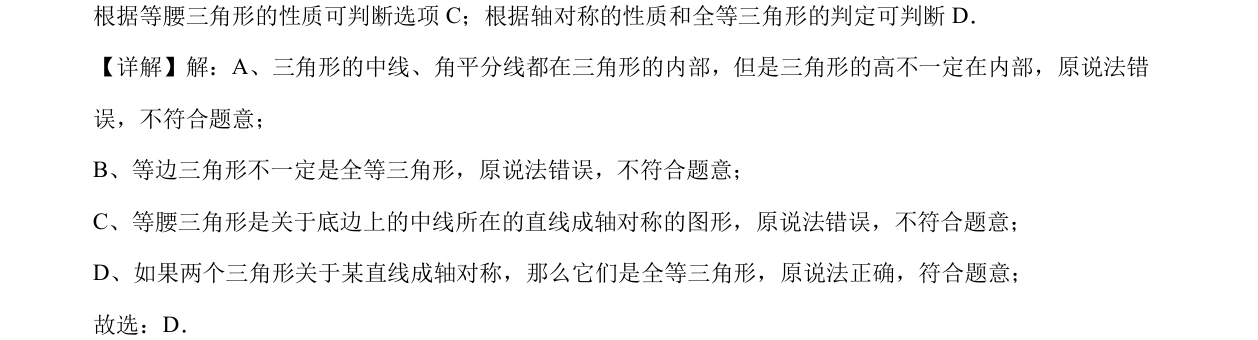 根据等腰三角形的性质可判断选项 C；根据轴对称的性质和全等三角形的判定可判断 D．
【详解】解：A、三角形的中线、角平分线都在三角形的内部，但是三角形的高不一定在内部，原说法错
误，不符合题意；
B、等边三角形不一定是全等三角形，原说法错误，不符合题意；
C、等腰三角形是关于底边上的中线所在的直线成轴对称的图形，原说法错误，不符合题意；
D、如果两个三角形关于某直线成轴对称，那么它们是全等三角形，原说法正确，符合题意；
故选：D．